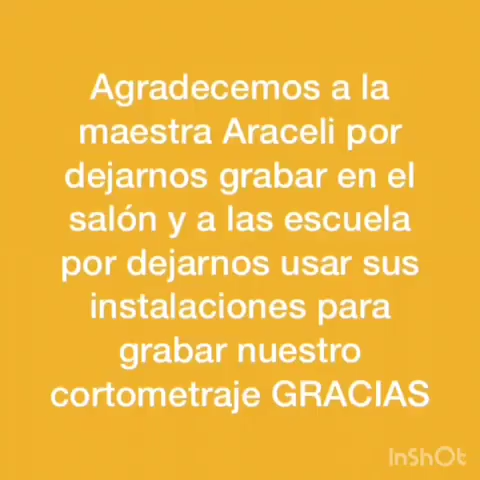 Agradecemos a la
maestra Araceli por
dejarnos grabar en el
salón y a las escuela
por dejarnos usar sus
instalaciones para
grabar nuestro
cortometraje GRACIAS
InShOt